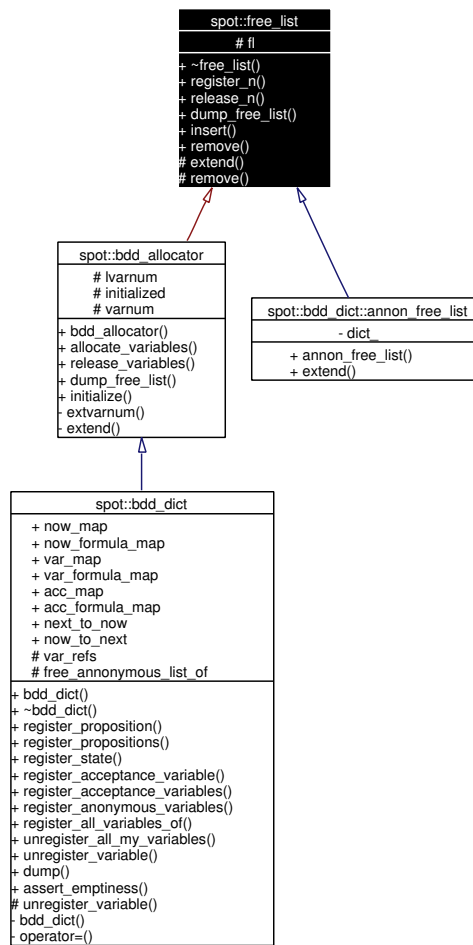 spot::free_list
# fl
+ ~free_list()
+ register_n()
+ release_n()
+ dump_free_list()
+ insert()
+ remove()
# extend()
# remove()
spot::bdd_allocator
# lvarnum
# initialized
# varnum
+ bdd_allocator()
+ allocate_variables()
+ release_variables()
+ dump_free_list()
+ initialize()
- extvarnum()
- extend()
spot::bdd_dict::annon_free_list
- dict_
+ annon_free_list()
+ extend()
spot::bdd_dict
+ now_map
+ now_formula_map
+ var_map
+ var_formula_map
+ acc_map
+ acc_formula_map
+ next_to_now
+ now_to_next
# var_refs
# free_annonymous_list_of
+ bdd_dict()
+ ~bdd_dict()
+ register_proposition()
+ register_propositions()
+ register_state()
+ register_acceptance_variable()
+ register_acceptance_variables()
+ register_anonymous_variables()
+ register_all_variables_of()
+ unregister_all_my_variables()
+ unregister_variable()
+ dump()
+ assert_emptiness()
# unregister_variable()
- bdd_dict()
- operator=()